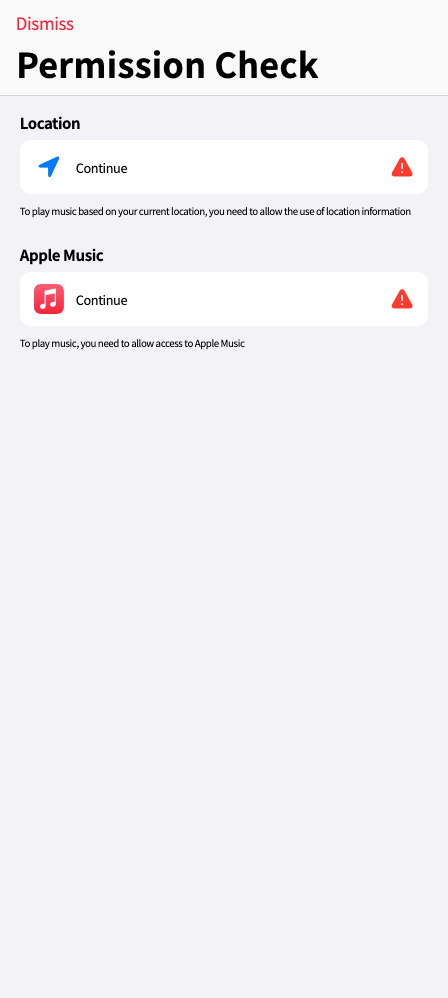 Dismiss
Permission Check
Location
Continue
To play music based on your current location, you need to allow the use of location information
Apple Music
Continue
To play music, you need to allow access to Apple Music